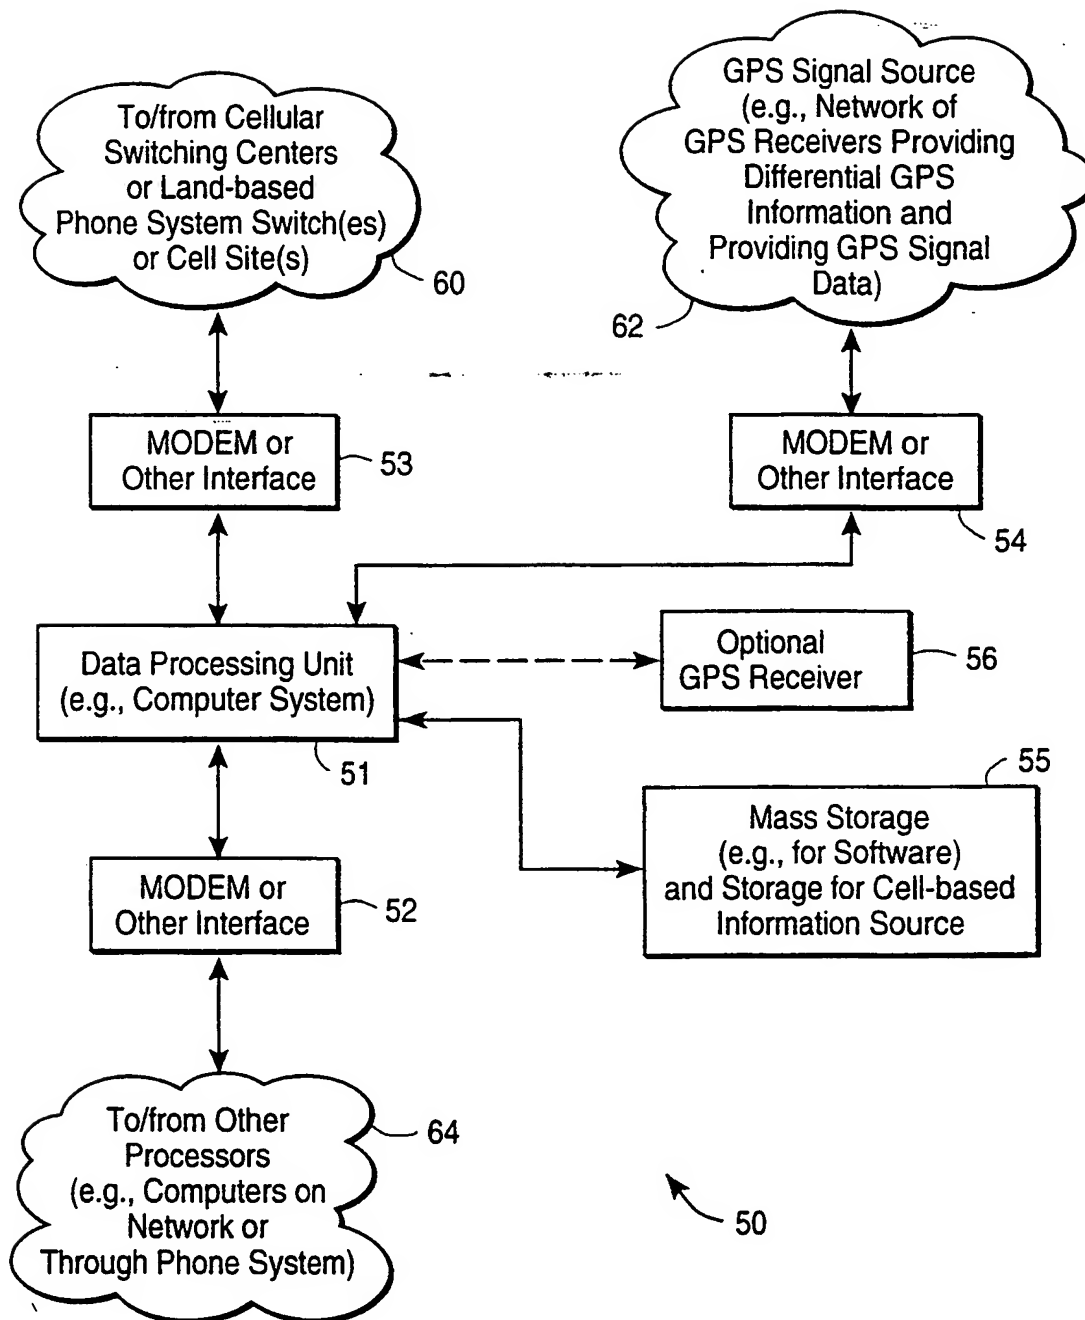 To/from Cellular
Switching Centers
or Land-based
Phone System Switch(es)
or Cell Site(s)
60
GPS Signal Source
(e.g., Network of
GPS Receivers Providing
Differential GPS
Information and
Providing GPS Signal
Data)
62
MODEM or
Other Interface
53
MODEM or
Other Interface
54
Data Processing Unit
(e.g., Computer System)
51
Optional
GPS Receiver
56
55
Mass Storage
(e.g., for Software)
and Storage for Cell-based
Information Source
MODEM or
Other Interface
52
To/from Other
Processors
(e.g., Computers on
Network or
Through Phone System)
64
50